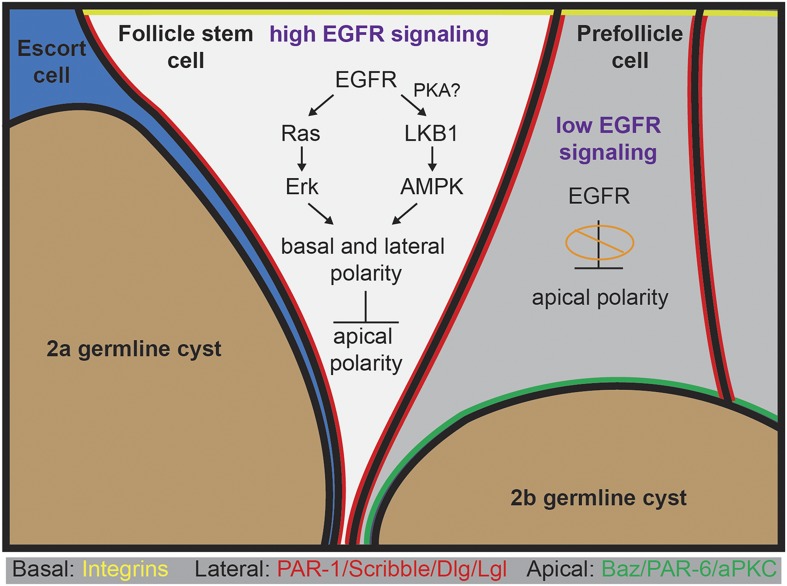 Escort
cell
Follicle stem
cell
high EGFR signaling
EGFR
PKA?
Ras
LKB1
Erk
AMPK
basal and lateral
polarity
apical
polarity
Prefollicle
cell
low EGFR
signaling
EGFR
apical polarity
2a germline cyst
2b germline cyst
Basal: Integrins Lateral: PAR-1/Scribble/Dlg/Lgl Apical: Baz/PAR-6/aPKC